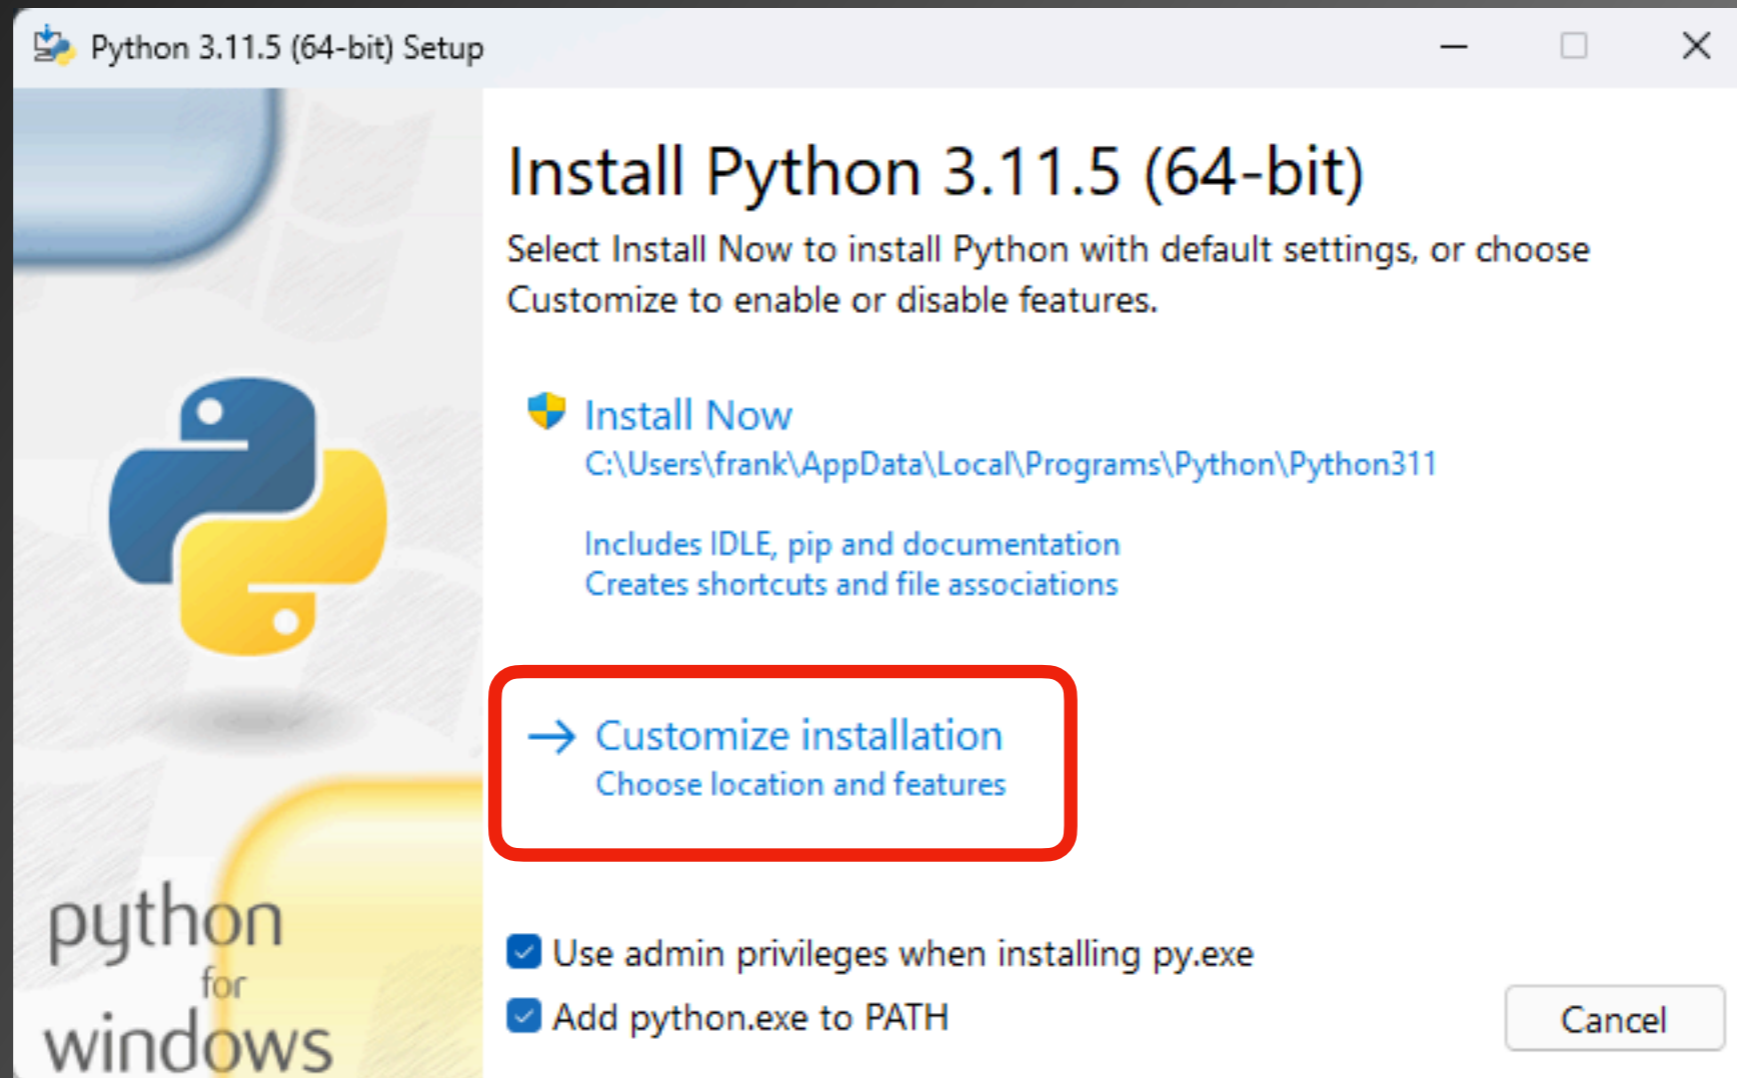 Python 3.11.5 (64-bit) Setup
Install Python 3.11.5 (64-bit)
Select Install Now to install Python with default settings, or choose
Customize to enable or disable features.
Install Now
C:\Users\frank\AppData\Local\Programs\Python\Python311
Includes IDLE, pip and documentation
Creates shortcuts and file associations
Customize installation
Choose location and features
python
for
windows
Use admin privileges when installing py.exe
Add python.exe to PATH
Cancel